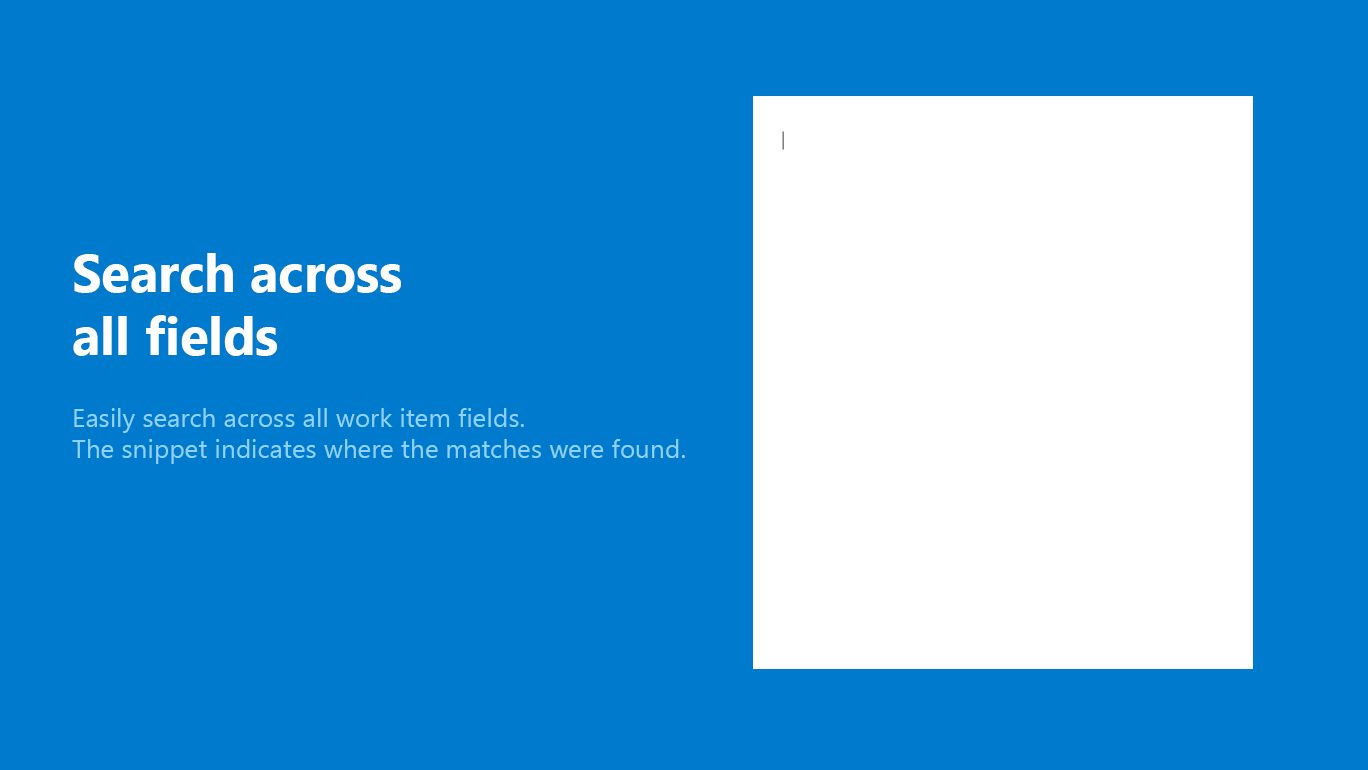 Search across
all fields
Easily search across all work item fields.
The snippet indicates where the matches were found.